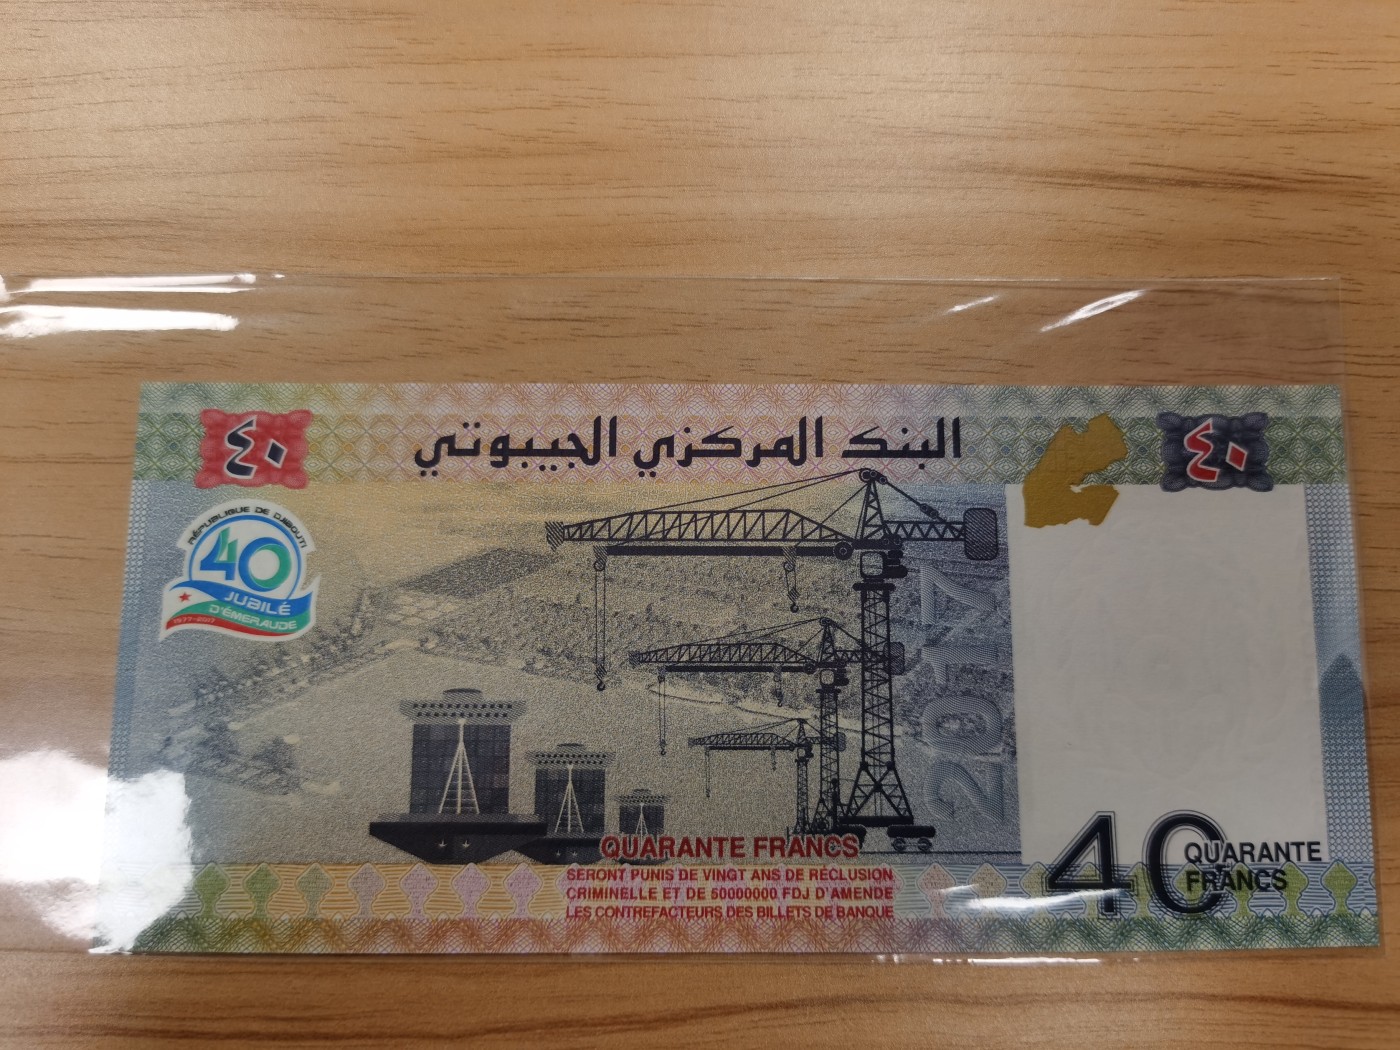 ٤٠
البنك المركزي الجيبوتي
٤٠
RÉPUBLIQUE DE DJIBOUTI
40
JUBILÉ
D'ÉMERAUDE
1977-2017
2017
QUARANTE FRANCS
SERONT PUNIS DE VINGT ANS DE RÉCLUSION
CRIMINELLE ET DE 50000000 FDJ D'AMENDE
LES CONTREFACTEURS DES BILLETS DE BANQUE
40
QUARANTE
FRANCS